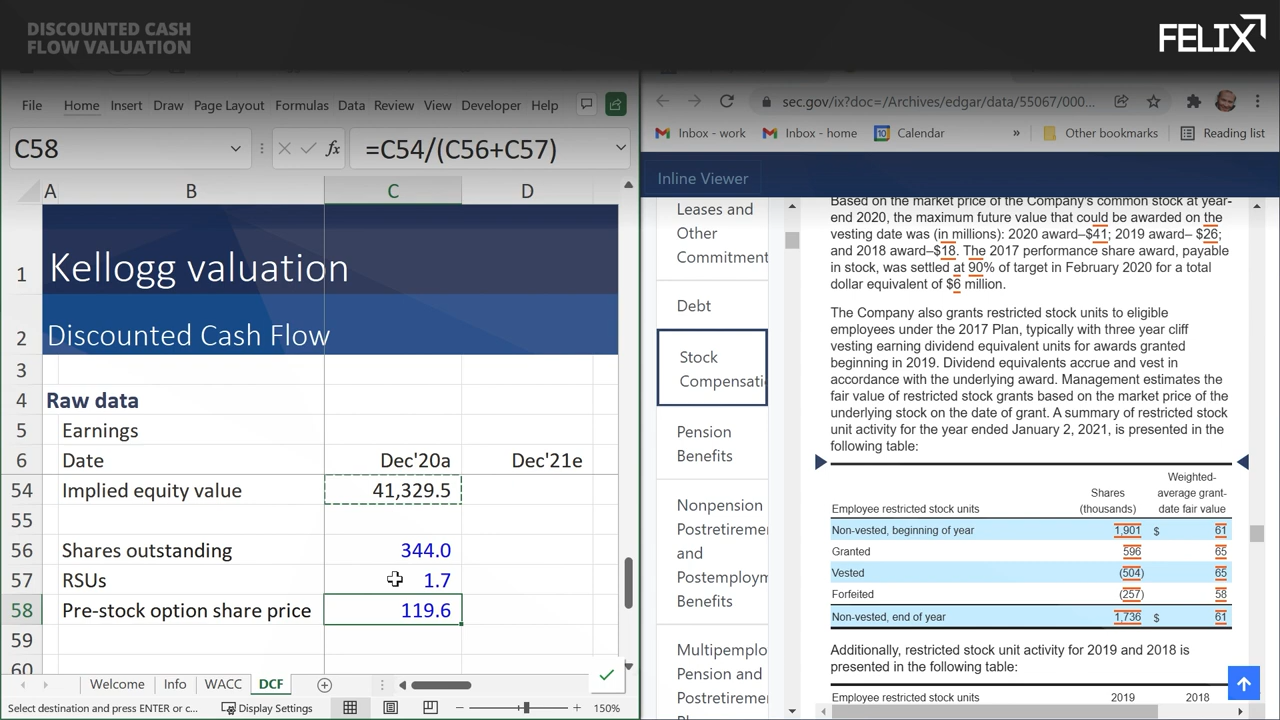 DISCOUNTED CASH
FLOW VALUATION
FELIX
File Home Insert Draw Page Layout Formulas Data Review View Developer Help
C58
fx
=C54/(C56+C57)
A B C D
1 Kellogg valuation
2 Discounted Cash Flow
3
4 Raw data
5 Earnings
6 Date Dec'20a Dec'21e
54 Implied equity value 41,329.5
55
56 Shares outstanding 344.0
57 RSUs 1.7
58 Pre-stock option share price 119.6
59
60
Welcome Info WACC DCF
Select destination and press ENTER or c... Display Settings 150%
sec.gov/ix?doc=/Archives/edgar/data/55067/000...
Inbox - work Inbox - home Calendar » Other bookmarks Reading list
Inline Viewer
Leases and
Other
Commitment
Debt
Stock
Compensati
Pension
Benefits
Nonpension
Postretireme
and
Postemploym
Benefits
Multipemplo
Pension and
Postretiremen
Based on the market price of the Company's common stock at year-
end 2020, the maximum future value that could be awarded on the
vesting date was (in millions): 2020 award–$41; 2019 award– $26;
and 2018 award–$18. The 2017 performance share award, payable
in stock, was settled at 90% of target in February 2020 for a total
dollar equivalent of $6 million.
The Company also grants restricted stock units to eligible
employees under the 2017 Plan, typically with three year cliff
vesting earning dividend equivalent units for awards granted
beginning in 2019. Dividend equivalents accrue and vest in
accordance with the underlying award. Management estimates the
fair value of restricted stock grants based on the market price of the
underlying stock on the date of grant. A summary of restricted stock
unit activity for the year ended January 2, 2021, is presented in the
following table:
Weighted-
Shares average grant-
Employee restricted stock units (thousands) date fair value
Non-vested, beginning of year 1,901 $ 61
Granted 596 65
Vested (504) 65
Forfeited (257) 58
Non-vested, end of year 1,736 $ 61
Additionally, restricted stock unit activity for 2019 and 2018 is
presented in the following table:
Employee restricted stock units 2019 2018